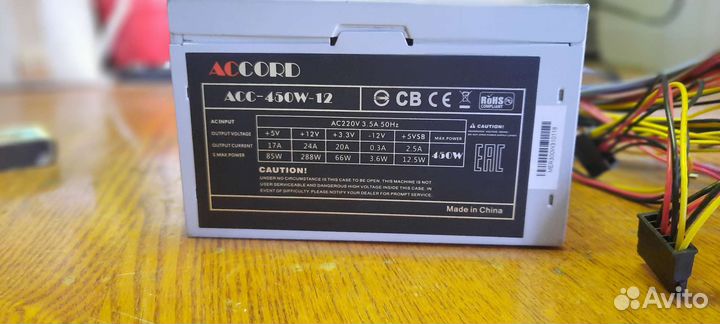 ACCORD
ACC-450W-12
CB CE RoHS COMPLIANT
AC INPUT AC220V 3.5A 50Hz
OUTPUT VOLTAGE +5V +12V +3.3V -12V +5VSB MAX POWER
OUTPUT CURRENT 17A 24A 20A 0.3A 2.5A 450W
S.MAX POWER 85W 288W 66W 3.6W 12.5W
CAUTION!
EAC
CAUTION!
UNDER NO CIRCUMSTANCE IS THIS CASE TO BE OPEN. THIS MACHINE IS NOT
USER SERVICEABLE AND DANGEROUS HIGH VOLTAGE INSIDE THIS CASE. IN
EVENT OF DIFFICULTY. PLEASE NOTIFY YOUR DEALER FOR PROMPT SERVICE.
Made in China
Avito